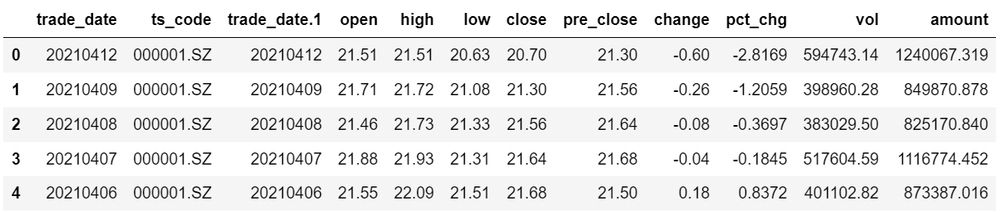 trade_date ts_code trade_date.1 open high low close pre_close change pct_chg vol amount
0 20210412 000001.SZ 20210412 21.51 21.51 20.63 20.70 21.30 -0.60 -2.8169 594743.14 1240067.319
1 20210409 000001.SZ 20210409 21.71 21.72 21.08 21.30 21.56 -0.26 -1.2059 398960.28 849870.878
2 20210408 000001.SZ 20210408 21.46 21.73 21.33 21.56 21.64 -0.08 -0.3697 383029.50 825170.840
3 20210407 000001.SZ 20210407 21.88 21.93 21.31 21.64 21.68 -0.04 -0.1845 517604.59 1116774.452
4 20210406 000001.SZ 20210406 21.55 22.09 21.51 21.68 21.50 0.18 0.8372 401102.82 873387.016